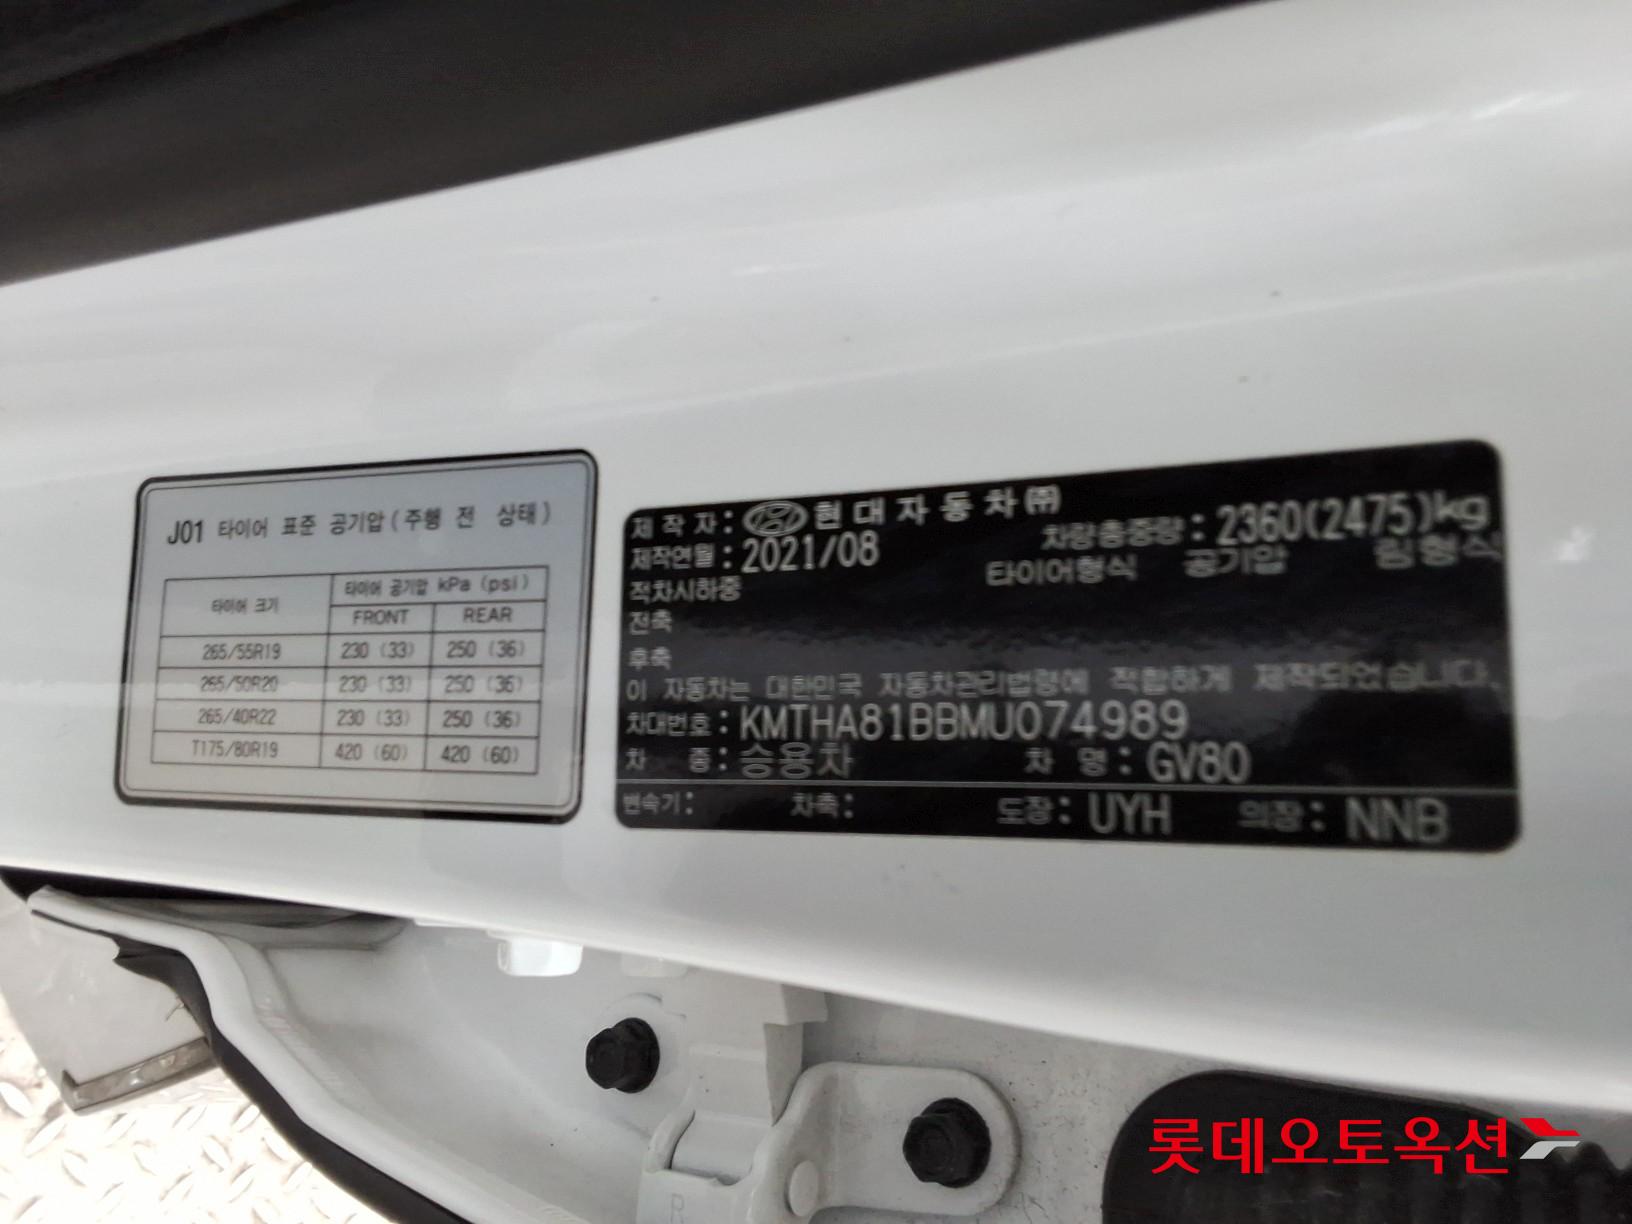 J01 타이어 표준 공기압(주행 전 상태)
타이어 크기 타이어 공기압 kPa (psi)
FRONT REAR
265/55R19 230 (33) 250 (36)
265/50R20 230 (33) 250 (36)
265/40R22 230 (33) 250 (36)
T175/80R19 420 (60) 420 (60)
제작자: 현대자동차㈜
제작연월: 2021/08 차량총중량: 2360(2475)kg
적차시하중 타이어형식 공기압 림형식
전축
후축
이 자동차는 대한민국 자동차관리법령에 적합하게 제작되었습니다.
차대번호: KMTHA81BBMU074989
차 종: 승용차 차 명: GV80
변속기: 차축: 도장: UYH 의장: NNB
R
롯데오토옥션